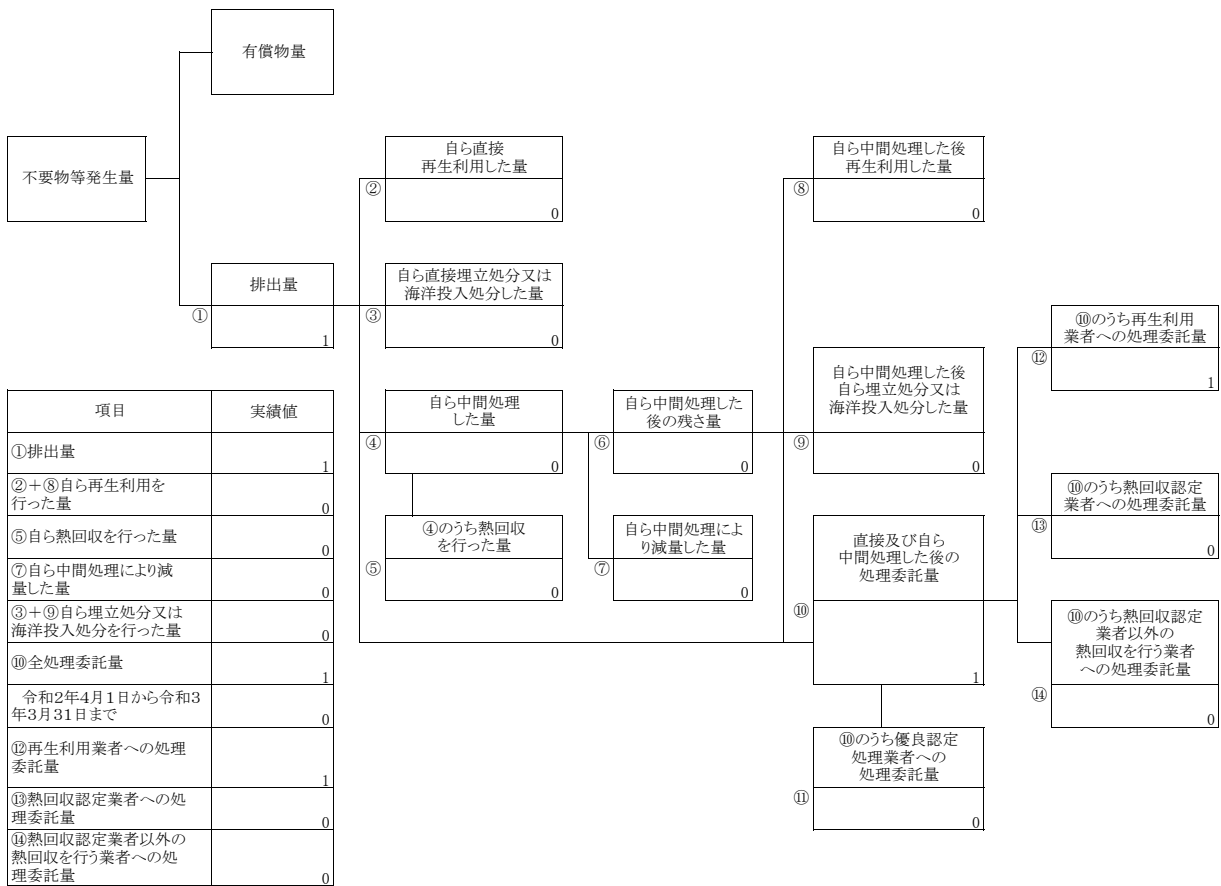 有償物量
不要物等発生量
自ら直接
再生利用した量
②
0
自ら中間処理した後
再生利用した量
⑧
0
排出量
①
1
自ら直接埋立処分又は
海洋投入処分した量
③
0
⑩のうち再生利用
業者への処理委託量
⑫
1
自ら中間処理
した量
④
0
自ら中間処理した
後の残さ量
⑥
0
自ら中間処理した後
自ら埋立処分又は
海洋投入処分した量
⑨
0
⑩のうち熱回収認定
業者への処理委託量
⑬
0
④のうち熱回収
を行った量
⑤
0
自ら中間処理によ
り減量した量
⑦
0
直接及び自ら
中間処理した後の
処理委託量
⑩
1
⑩のうち熱回収認定
業者以外の
熱回収を行う業者
への処理委託量
⑭
0
⑩のうち優良認定
処理業者への
処理委託量
⑪
0
項目 実績値
①排出量 1
②+⑧自ら再生利用を
行った量 0
⑤自ら熱回収を行った量 0
⑦自ら中間処理により減
量した量 0
③+⑨自ら埋立処分又は
海洋投入処分を行った量 0
⑩全処理委託量 1
令和2年4月1日から令和3
年3月31日まで 0
⑫再生利用業者への処理
委託量 1
⑬熱回収認定業者への処
理委託量 0
⑭熱回収認定業者以外の
熱回収を行う業者への処
理委託量 0